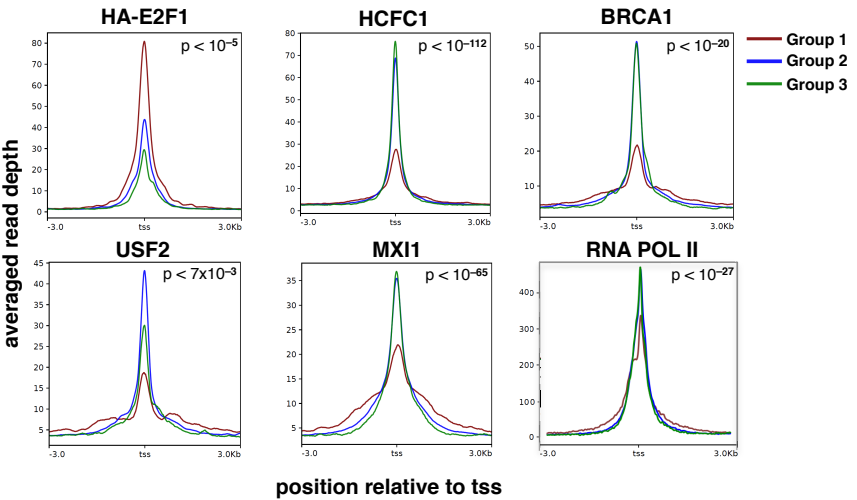 HA-E2F1
HCFC1
BRCA1
p < 10⁻⁵
p < 10⁻¹¹²
p < 10⁻²⁰
Group 1
Group 2
Group 3
80
70
60
50
40
30
20
10
0
-3.0 tss 3.0Kb
80
70
60
50
40
30
20
10
0
-3.0 tss 3.0Kb
50
40
30
20
10
-3.0 tss 3.0Kb
averaged read depth
USF2
MXI1
RNA POL II
p < 7x10⁻³
p < 10⁻⁶⁵
p < 10⁻²⁷
45
40
35
30
25
20
15
10
5
-3.0 tss 3.0Kb
35
30
25
20
15
10
5
-3.0 tss 3.0Kb
400
300
200
100
0
-3.0 tss 3.0Kb
position relative to tss